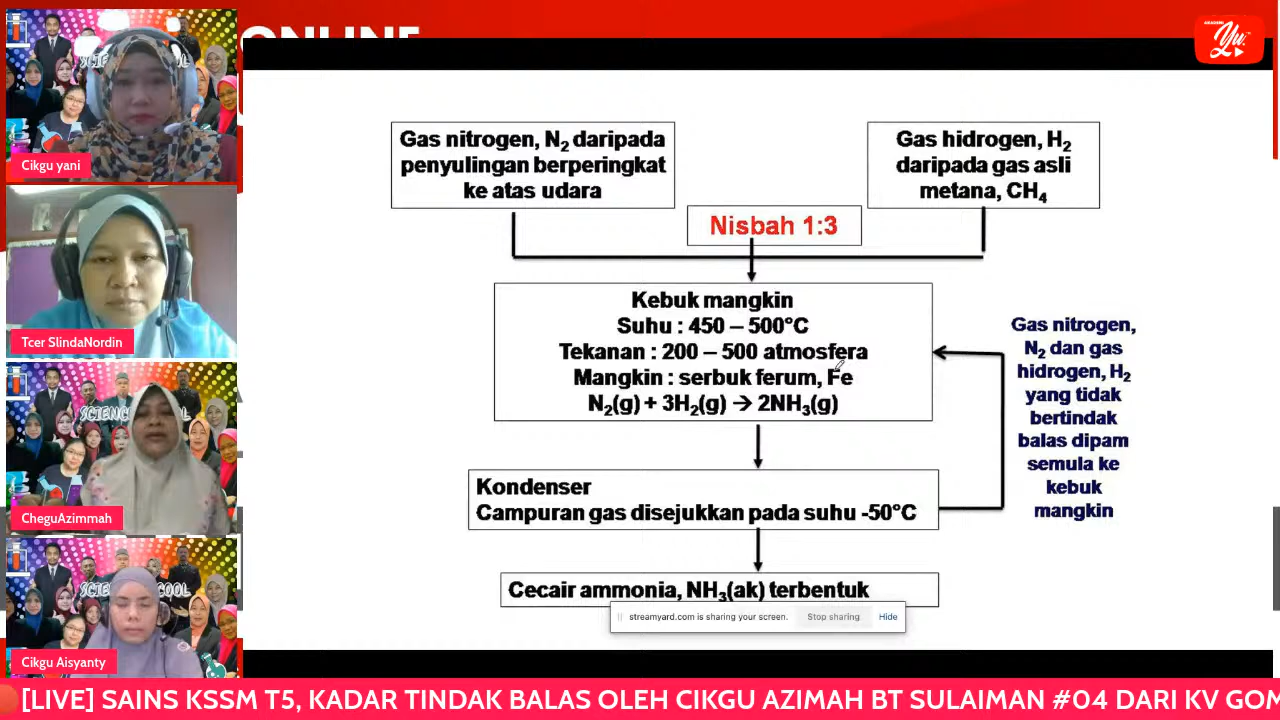 ONLINE
AKADEMI
YU
Cikgu yani
Tcer SlindaNordin
SCIENCE COOL
CheguAzimmah
Cikgu Aisyanty
Gas nitrogen, N₂ daripada
penyulingan berperingkat
ke atas udara
Gas hidrogen, H₂
daripada gas asli
metana, CH₄
Nisbah 1:3
Kebuk mangkin
Suhu : 450 – 500°C
Tekanan : 200 – 500 atmosfera
Mangkin : serbuk ferum, Fe
N₂(g) + 3H₂(g) → 2NH₃(g)
Gas nitrogen,
N₂ dan gas
hidrogen, H₂
yang tidak
bertindak
balas dipam
semula ke
kebuk
mangkin
Kondenser
Campuran gas disejukkan pada suhu -50°C
Cecair ammonia, NH₃(ak) terbentuk
streamyard.com is sharing your screen.
Stop sharing
Hide
[LIVE] SAINS KSSM T5, KADAR TINDAK BALAS OLEH CIKGU AZIMAH BT SULAIMAN #04 DARI KV GOM